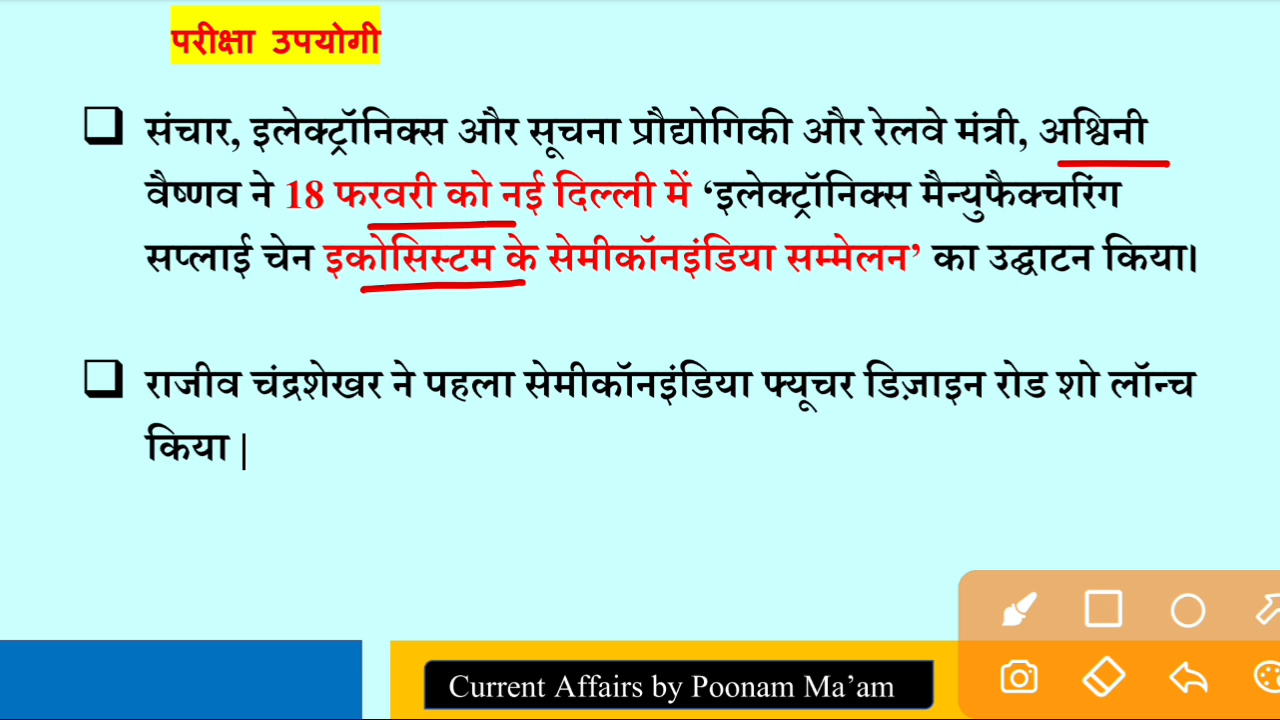 परीक्षा उपयोगी
संचार, इलेक्ट्रॉनिक्स और सूचना प्रौद्योगिकी और रेलवे मंत्री, अश्विनी
वैष्णव ने 18 फरवरी को नई दिल्ली में ‘इलेक्ट्रॉनिक्स मैन्युफैक्चरिंग
सप्लाई चेन इकोसिस्टम के सेमीकॉनइंडिया सम्मेलन’ का उद्घाटन किया।
राजीव चंद्रशेखर ने पहला सेमीकॉनइंडिया फ्यूचर डिज़ाइन रोड शो लॉन्च
किया |
Current Affairs by Poonam Ma’am